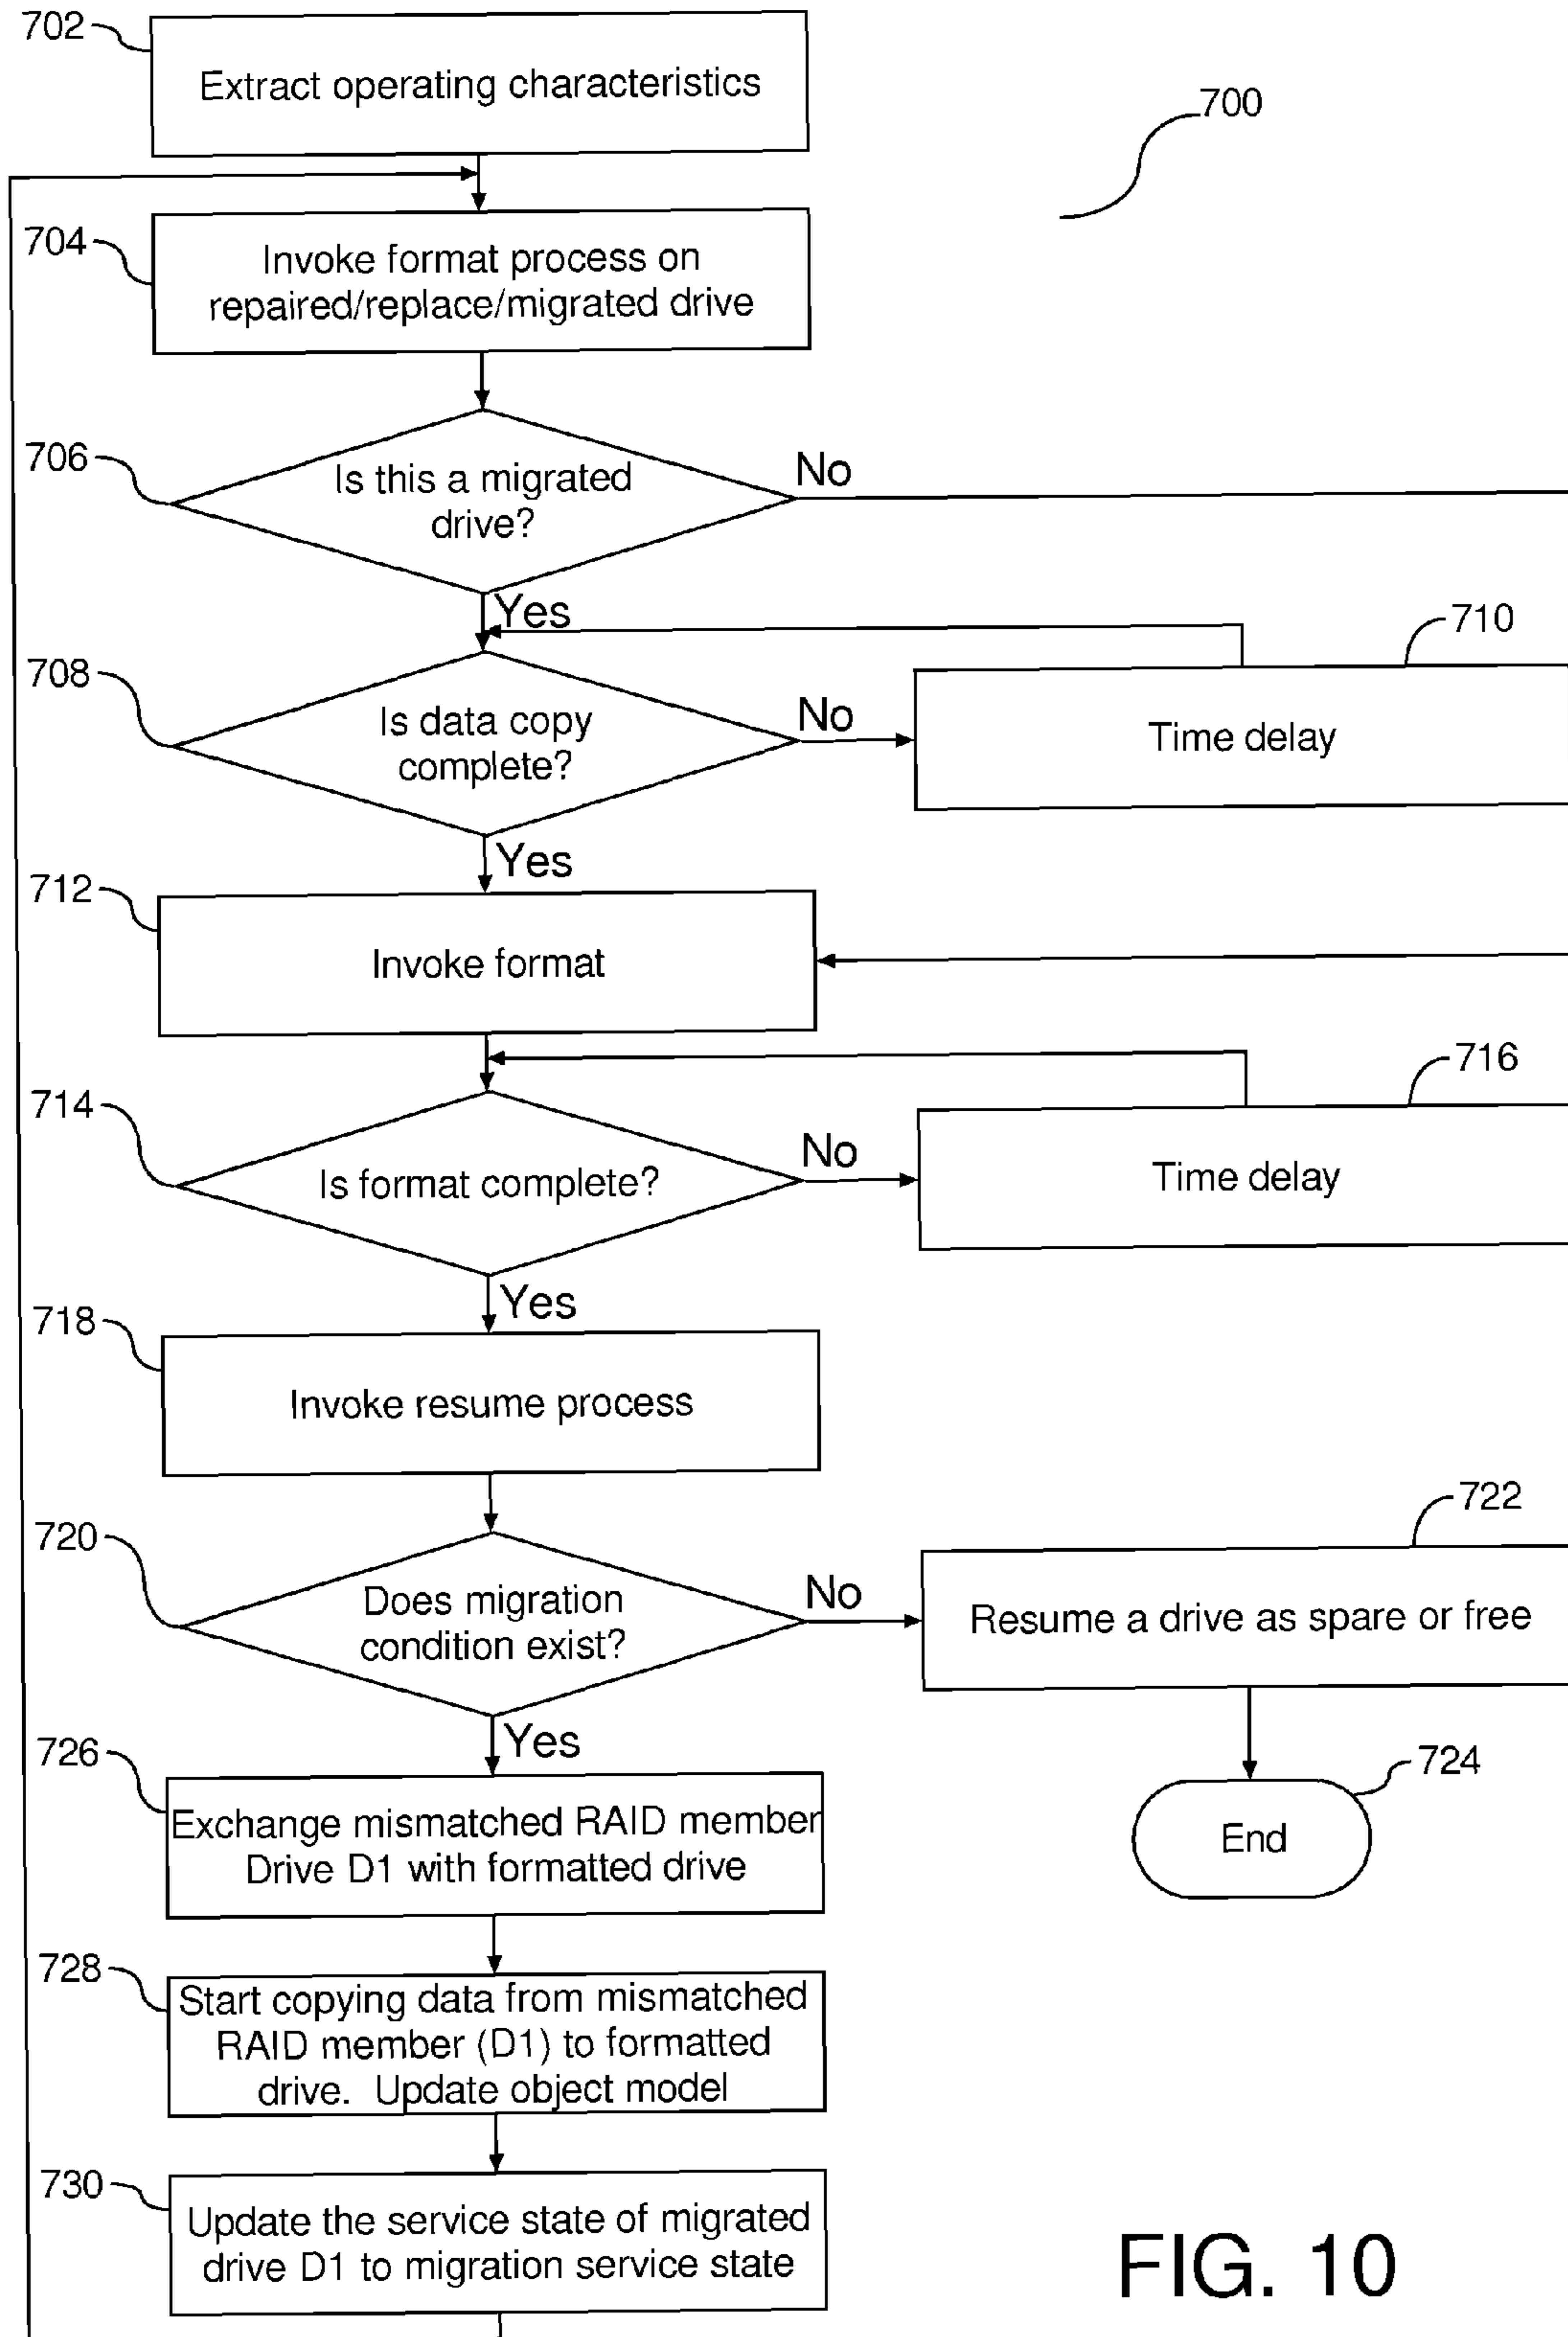 702
Extract operating characteristics
700
704
Invoke format process on
repaired/replace/migrated drive
706
Is this a migrated
drive?
No
Yes
708
Is data copy
complete?
No
710
Time delay
Yes
712
Invoke format
714
Is format complete?
No
716
Time delay
Yes
718
Invoke resume process
720
Does migration
condition exist?
No
722
Resume a drive as spare or free
724
End
Yes
726
Exchange mismatched RAID member
Drive D1 with formatted drive
728
Start copying data from mismatched
RAID member (D1) to formatted
drive. Update object model
730
Update the service state of migrated
drive D1 to migration service state
FIG. 10